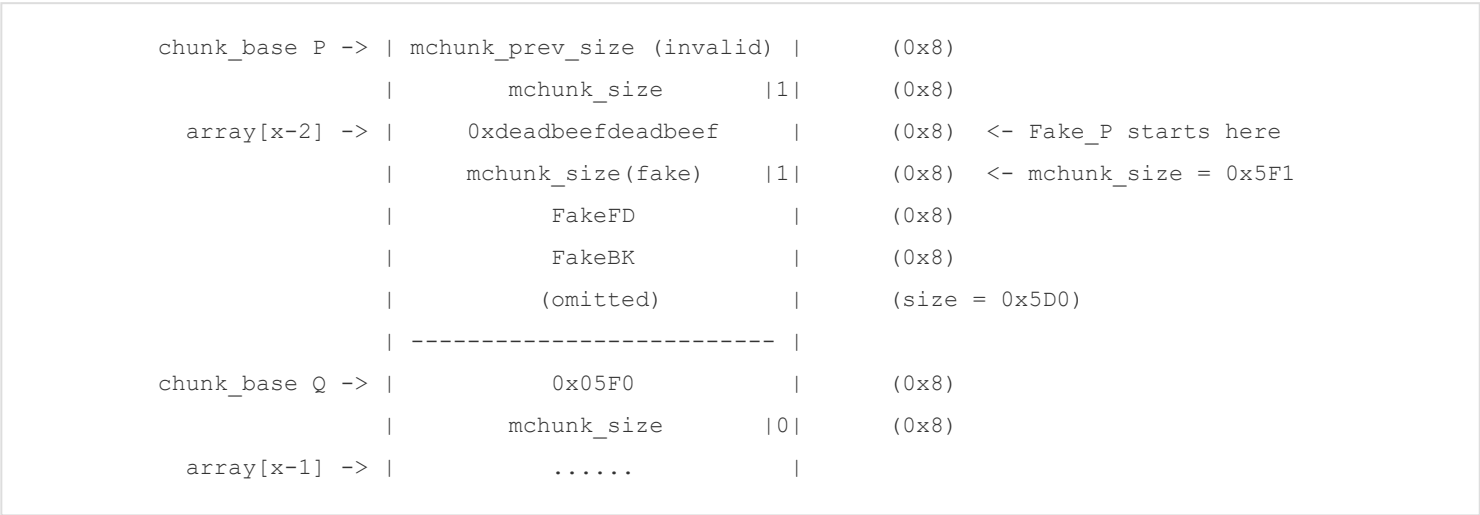 chunk_base P -> | mchunk_prev_size (invalid) | (0x8)
| mchunk_size |1| (0x8)
array[x-2] -> | 0xdeadbeefdeadbeef | (0x8) <- Fake_P starts here
| mchunk_size(fake) |1| (0x8) <- mchunk_size = 0x5F1
| FakeFD | (0x8)
| FakeBK | (0x8)
| (omitted) | (size = 0x5D0)
| -------------------------- |
chunk_base Q -> | 0x05F0 | (0x8)
| mchunk_size |0| (0x8)
array[x-1] -> | ...... |